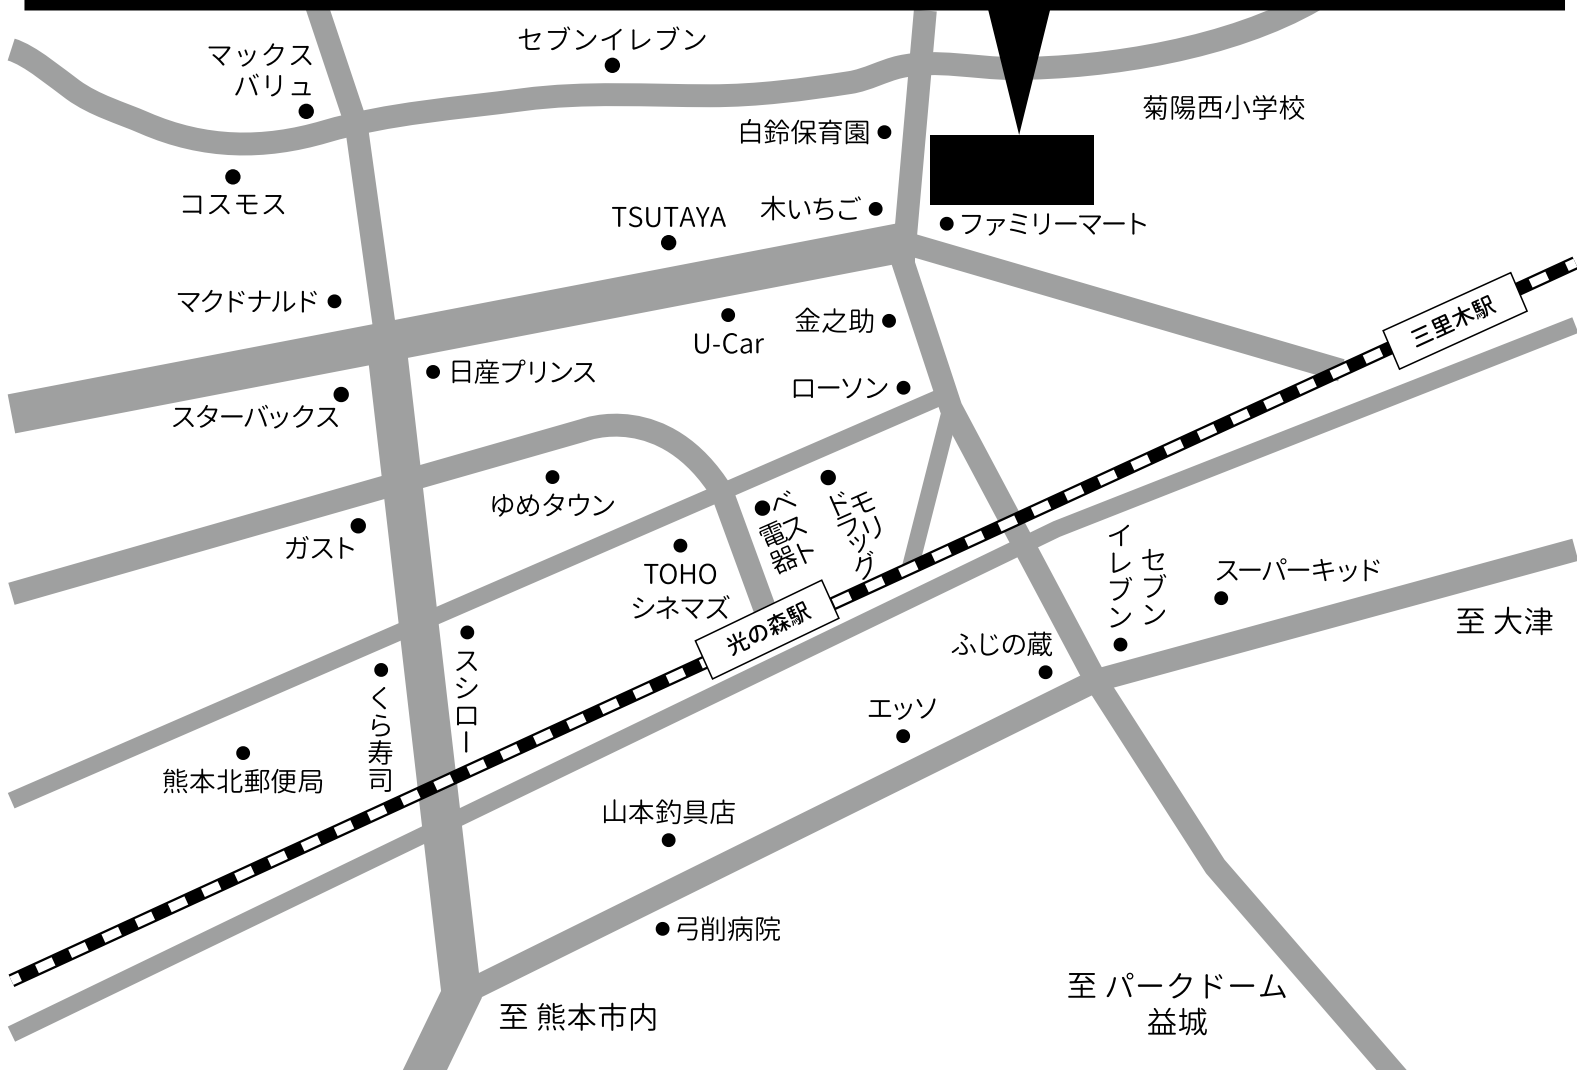 セブンイレブン
マックス
バリュ
菊陽西小学校
白鈴保育園
コスモス
TSUTAYA
木いちご
ファミリーマート
マクドナルド
U-Car
金之助
三里木駅
日産プリンス
ローソン
スターバックス
ゆめタウン
ベスト
電器
モリ
ドラッグ
ガスト
TOHO
シネマズ
セブン
イレブン
スーパーキッド
至 大津
光の森駅
ふじの蔵
スシロー
くら寿司
エッソ
熊本北郵便局
山本釣具店
弓削病院
至 パークドーム
益城
至 熊本市内